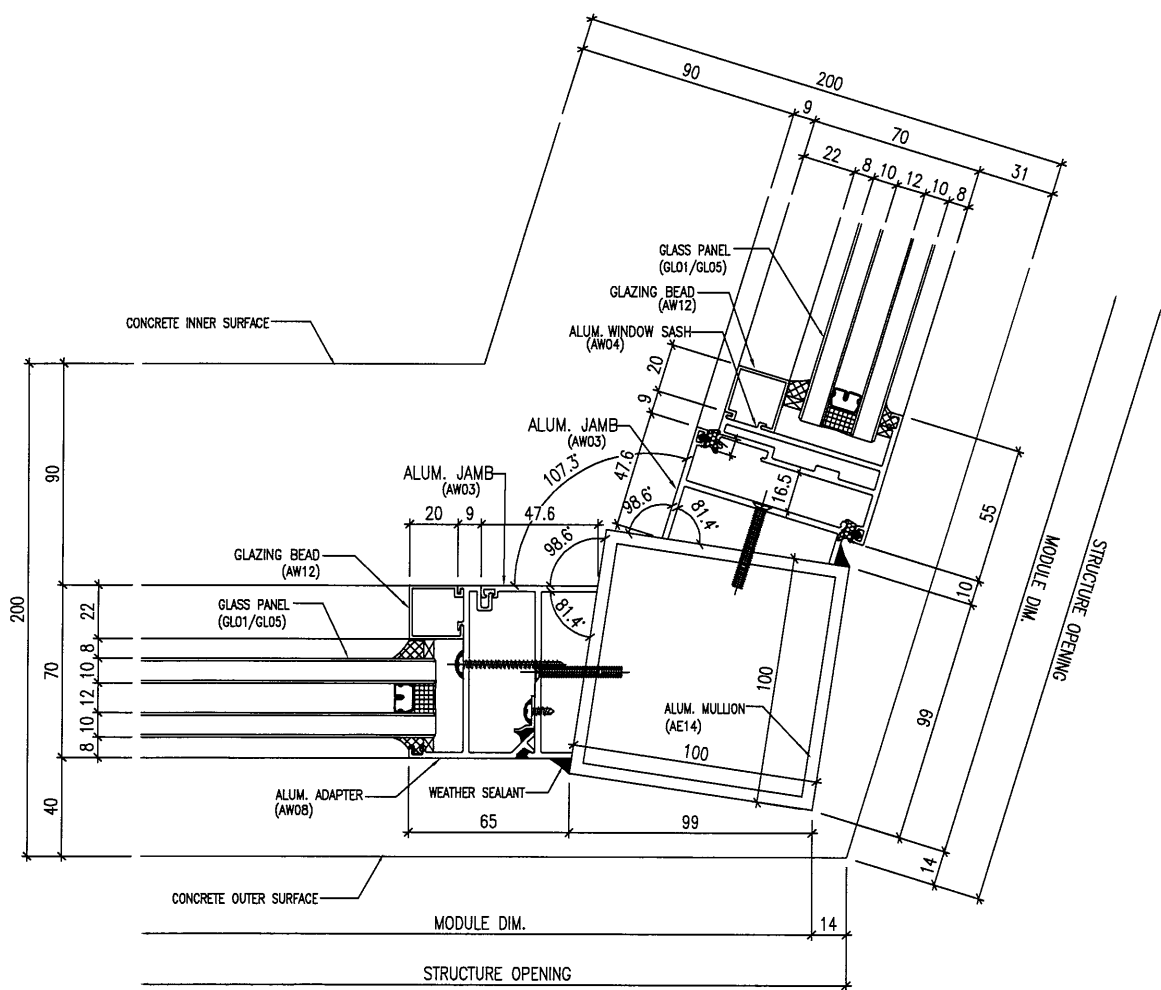 200
90
9
70
31
22
8
10
12
10
8
GLASS PANEL
(GL01/GL05)
GLAZING BEAD
(AW12)
ALUM. WINDOW SASH
(AW04)
CONCRETE INNER SURFACE
20
9
ALUM. JAMB
(AW03)
47.6
107.3°
ALUM. JAMB
(AW03)
98.6°
81.4°
16.5
55
10
STRUCTURE OPENING
MODULE DIM.
90
200
20
9
47.6
98.6°
81.4°
GLAZING BEAD
(AW12)
GLASS PANEL
(GL01/GL05)
22
8
10
12
10
8
70
40
100
100
ALUM. MULLION
(AE14)
99
14
ALUM. ADAPTER
(AW08)
WEATHER SEALANT
65
99
CONCRETE OUTER SURFACE
MODULE DIM.
14
STRUCTURE OPENING